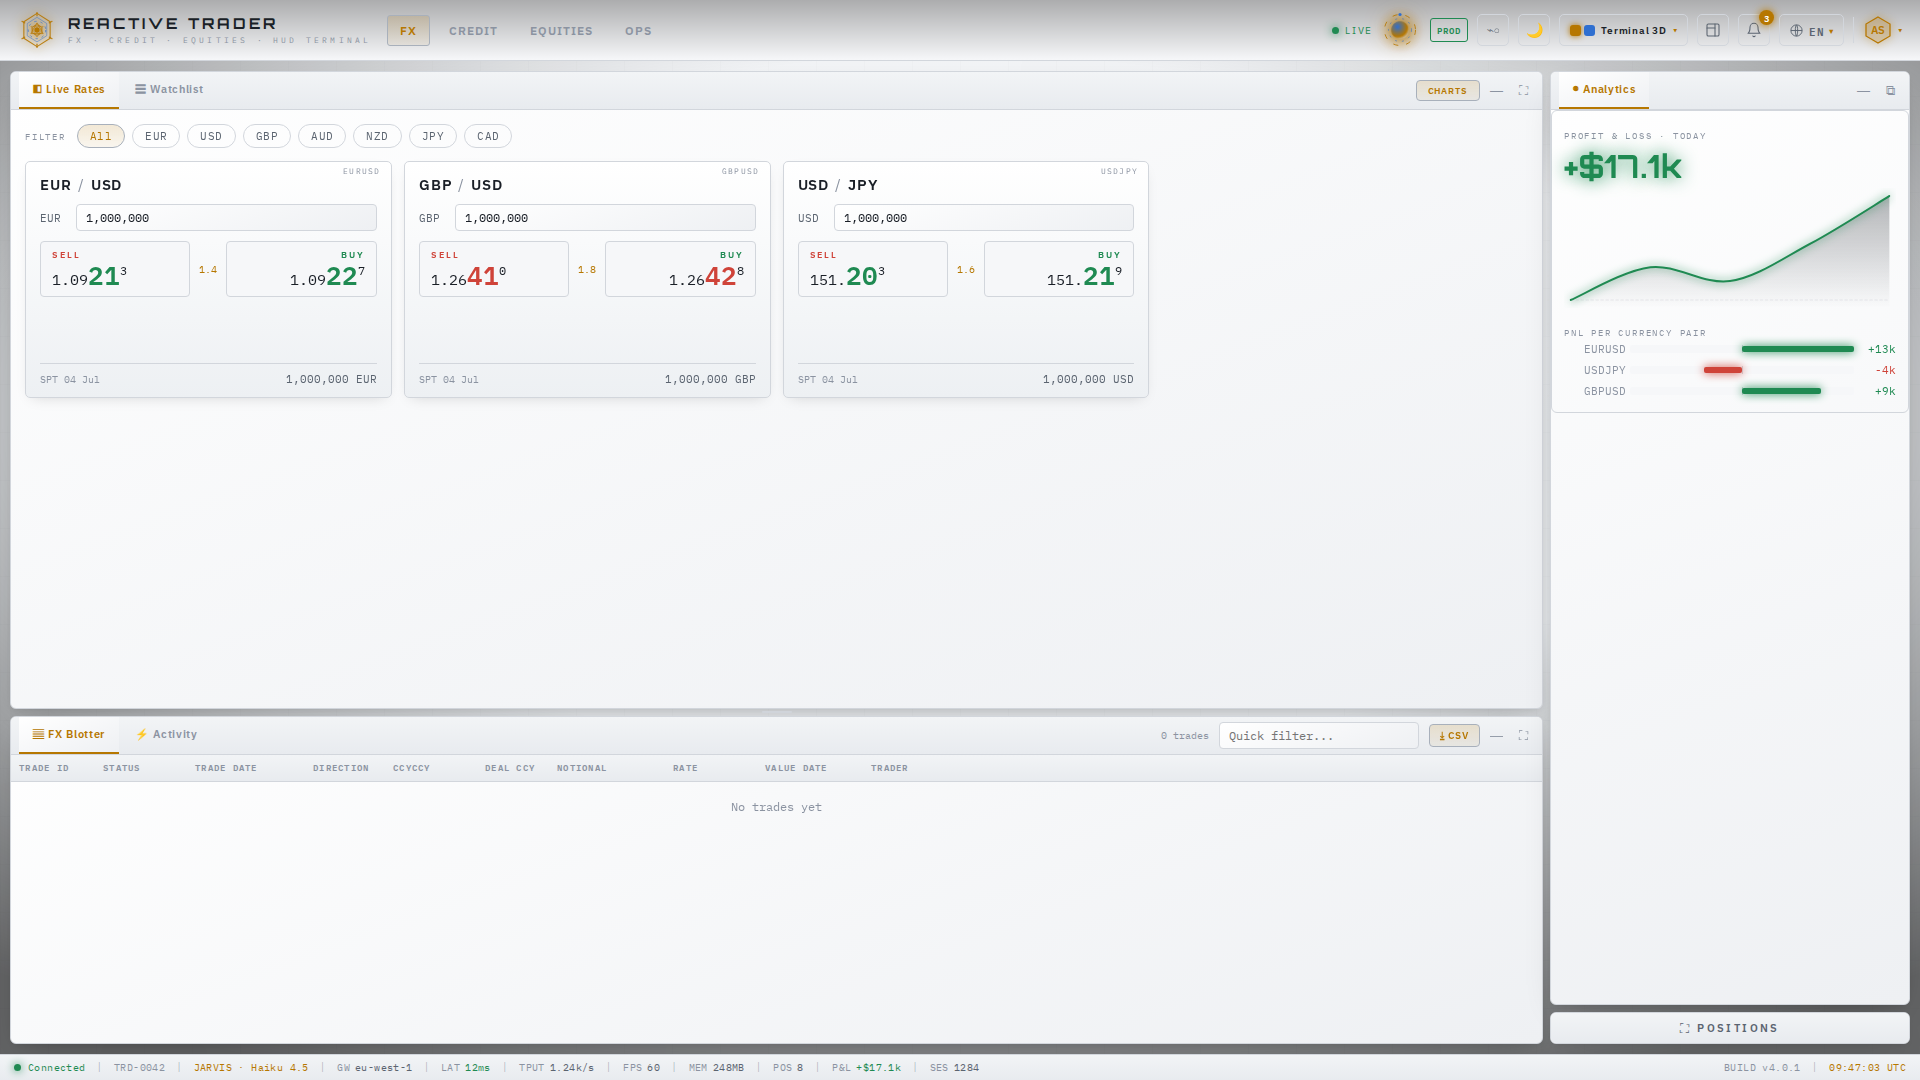 REACTIVE TRADER
FX · CREDIT · EQUITIES · HUD TERMINAL
FX CREDIT EQUITIES OPS
LIVE
PROD
Terminal 3D
3
EN
AS
Live Rates
Watchlist
CHARTS
FILTER All EUR USD GBP AUD NZD JPY CAD
EURUSD
EUR / USD
EUR 1,000,000
SELL
1.09213
1.4
BUY
1.09227
SPT 04 Jul 1,000,000 EUR
GBPUSD
GBP / USD
GBP 1,000,000
SELL
1.26410
1.8
BUY
1.26428
SPT 04 Jul 1,000,000 GBP
USDJPY
USD / JPY
USD 1,000,000
SELL
151.203
1.6
BUY
151.219
SPT 04 Jul 1,000,000 USD
Analytics
PROFIT & LOSS · TODAY
+$17.1k
PNL PER CURRENCY PAIR
EURUSD +13k
USDJPY -4k
GBPUSD +9k
POSITIONS
FX Blotter
Activity
0 trades
Quick filter...
CSV
TRADE ID STATUS TRADE DATE DIRECTION CCYCCY DEAL CCY NOTIONAL RATE VALUE DATE TRADER
No trades yet
Connected | TRD-0042 | JARVIS · Haiku 4.5 | GW eu-west-1 | LAT 12ms | TPUT 1.24k/s | FPS 60 | MEM 248MB | POS 8 | P&L +$17.1k | SES 1284
BUILD v4.0.1 | 09:47:03 UTC